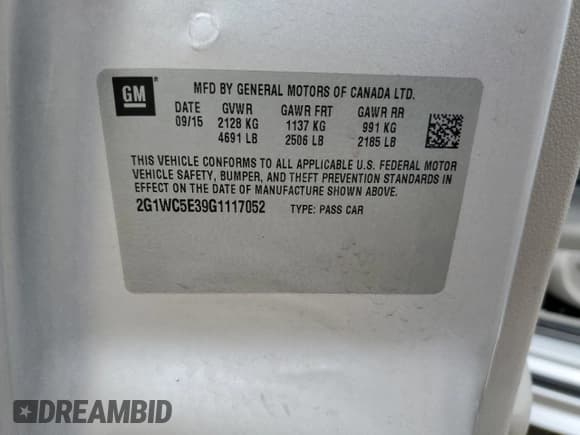 GM ®
MFD BY GENERAL MOTORS OF CANADA LTD.
DATE GVWR GAWR FRT GAWR RR
09/15 2128 KG 1137 KG 991 KG
4691 LB 2506 LB 2185 LB
THIS VEHICLE CONFORMS TO ALL APPLICABLE U.S. FEDERAL MOTOR
VEHICLE SAFETY, BUMPER, AND THEFT PREVENTION STANDARDS IN
EFFECT ON THE DATE OF MANUFACTURE SHOWN ABOVE.
2G1WC5E39G1117052 TYPE: PASS CAR
DREAMBID